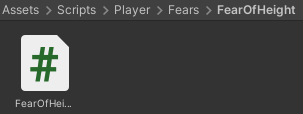 Assets > Scripts > Player > Fears > FearOfHeight
#
FearOfHei...